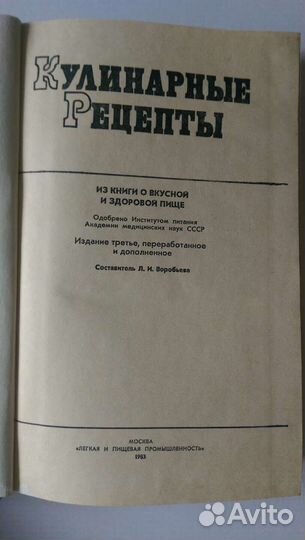 Кулинарные
Рецепты
ИЗ КНИГИ О ВКУСНОЙ
И ЗДОРОВОЙ ПИЩЕ
Одобрено Институтом питания
Академии медицинских наук СССР
Издание третье, переработанное
и дополненное
Составитель Л. И. Воробьева
МОСКВА
«ЛЕГКАЯ И ПИЩЕВАЯ ПРОМЫШЛЕННОСТЬ»
1983
Avito